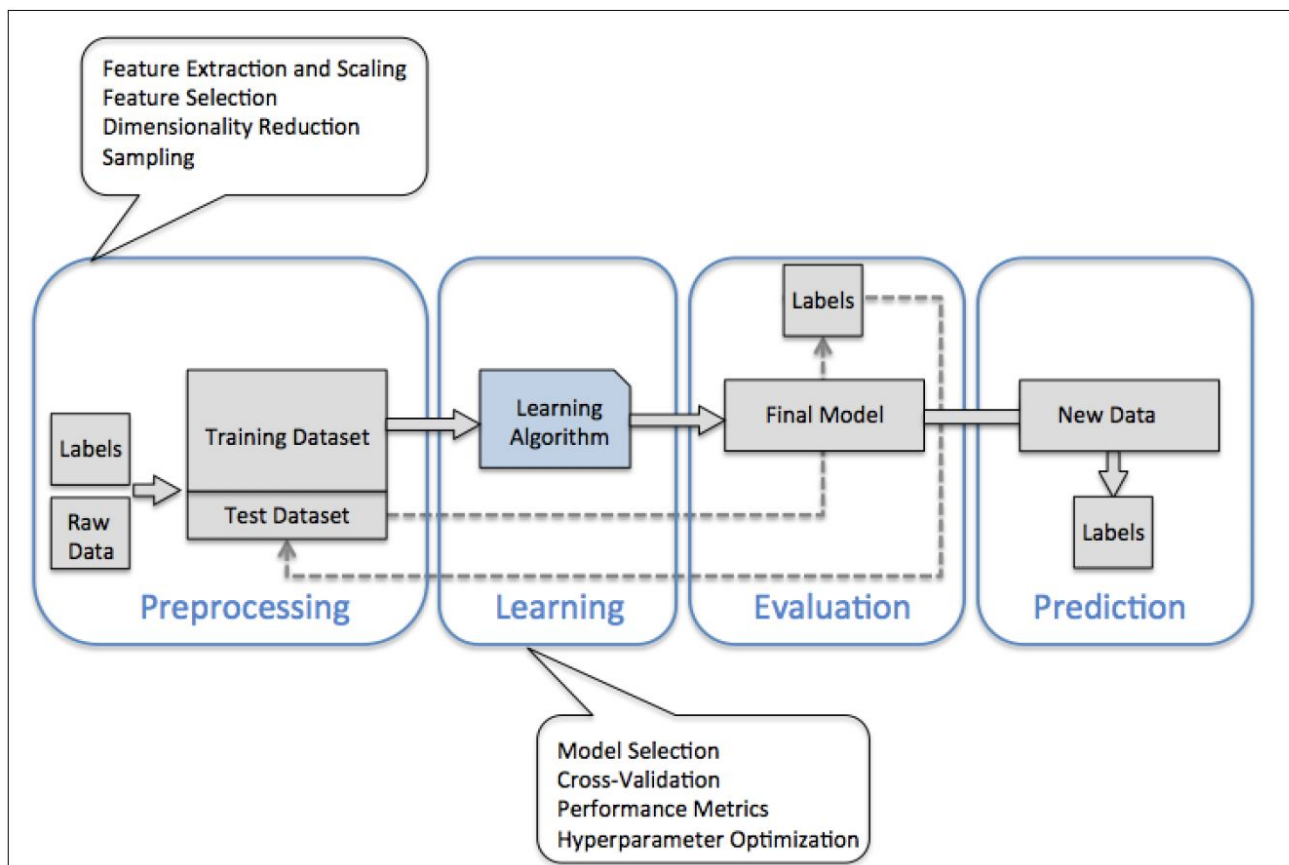 Feature Extraction and Scaling
Feature Selection
Dimensionality Reduction
Sampling
Labels
Raw
Data
Training Dataset
Test Dataset
Preprocessing
Learning
Algorithm
Learning
Labels
Final Model
Evaluation
New Data
Labels
Prediction
Model Selection
Cross-Validation
Performance Metrics
Hyperparameter Optimization